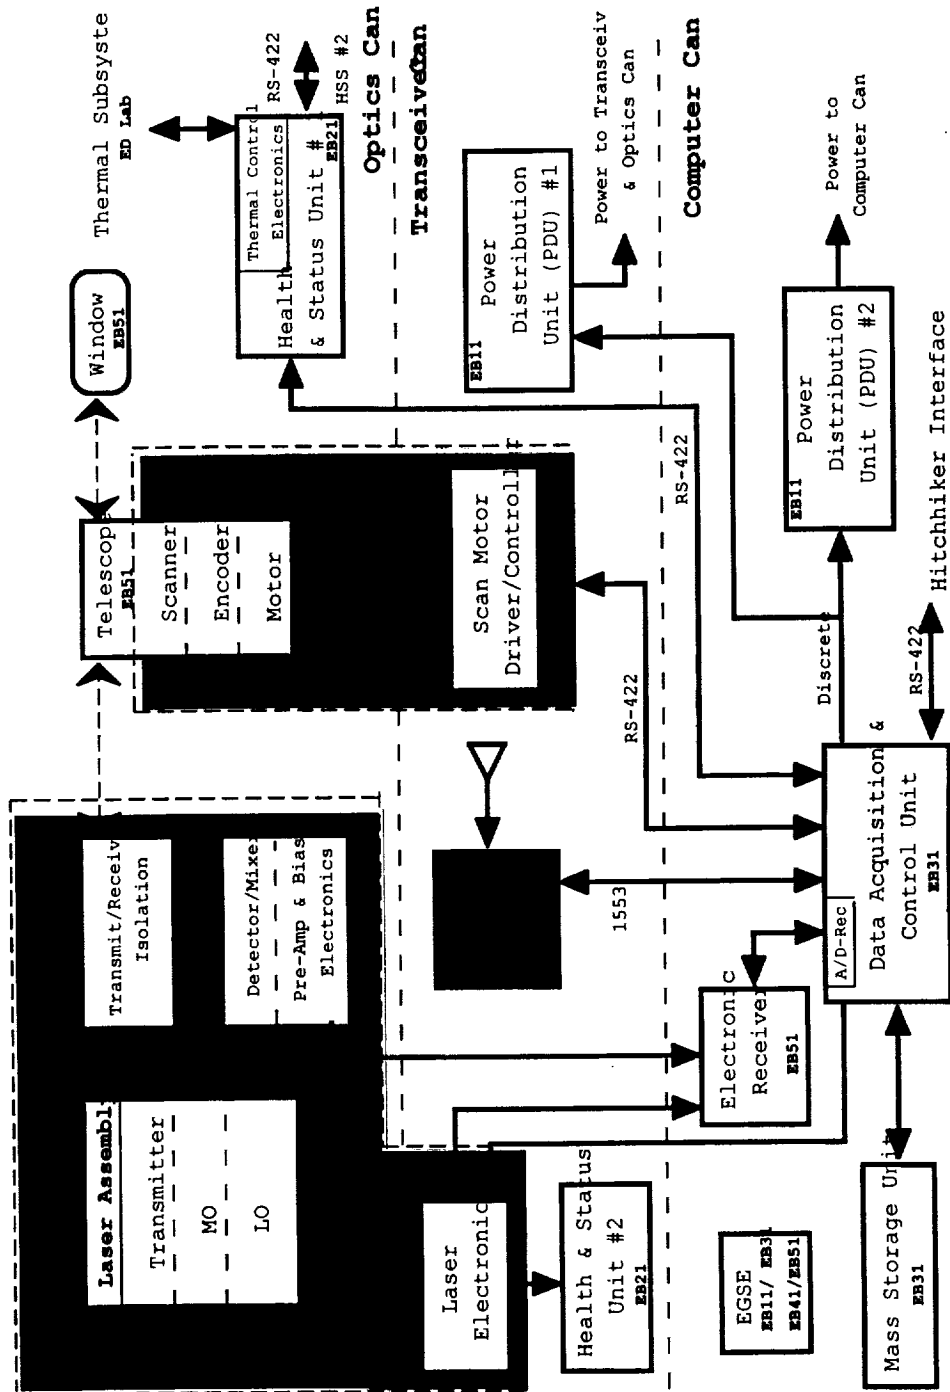 Laser Assembly
Transmitter
MO
LO
Transmit/Receiv
Isolation
Detector/Mixer
Pre-Amp & Bias
Electronics
Telescope
EB51
Scanner
Encoder
Motor
Window
EB51
Thermal Subsyste
ED Lab
Thermal Control
Electronics
Health
& Status Unit #
EB21
RS-422
HSS #2
Optics Can
Transceiver
Can
Laser
Electronic
Health & Status
Unit #2
EB21
Scan Motor
Driver/Controller
EB11
Power
Distribution
Unit (PDU) #1
Power to Transceiv
& Optics Can
Computer Can
1553
RS-422
RS-422
EGSE
EB11/ EB31
EB41/EB51
Electronic
Receiver
EB51
Discrete
EB11
Power
Distribution
Unit (PDU) #2
Power to
Computer Can
Mass Storage Unit
EB31
A/D-Rec
Data Acquisition &
Control Unit
EB31
RS-422
Hitchhiker Interface